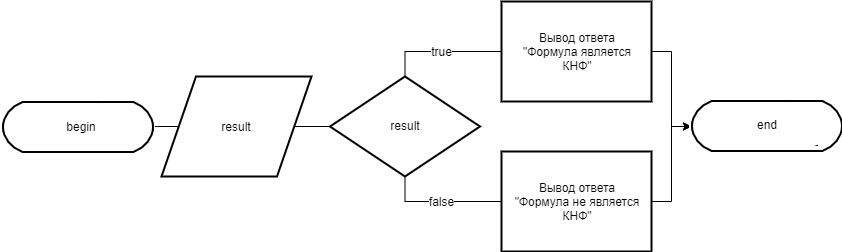 begin
result
result
true
Вывод ответа
"Формула является
КНФ"
false
Вывод ответа
"Формула не является
КНФ"
end